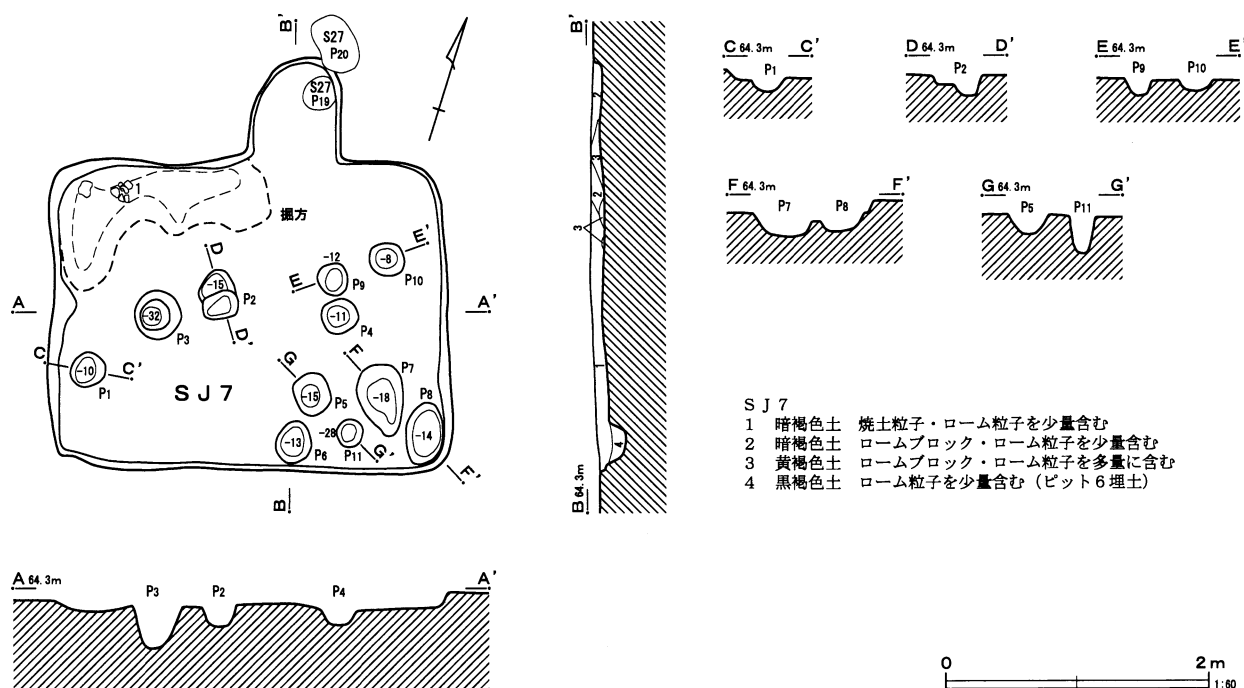 B'
S27
P20
S27
P19
1
掘方
D
-15
P2
D'
-12
E
P9
E'
-8
P10
A
A'
-32
P3
-11
P4
C
-10
C'
P1
SJ7
G
-15
P5
F
P7
-18
P8
-14
-13
P6
-28
P11
G'
F'
B
B'
2
3
2
3
1
4
B 64.3m
C 64.3m C'
P1
D 64.3m D'
P2
E 64.3m E'
P9 P10
F 64.3m F'
P7 P8
G 64.3m G'
P5 P11
SJ7
1 暗褐色土 焼土粒子・ローム粒子を少量含む
2 暗褐色土 ロームブロック・ローム粒子を少量含む
3 黄褐色土 ロームブロック・ローム粒子を多量に含む
4 黒褐色土 ローム粒子を少量含む（ピット6埋土）
A 64.3m A'
P3 P2 P4
0 2m
1:60